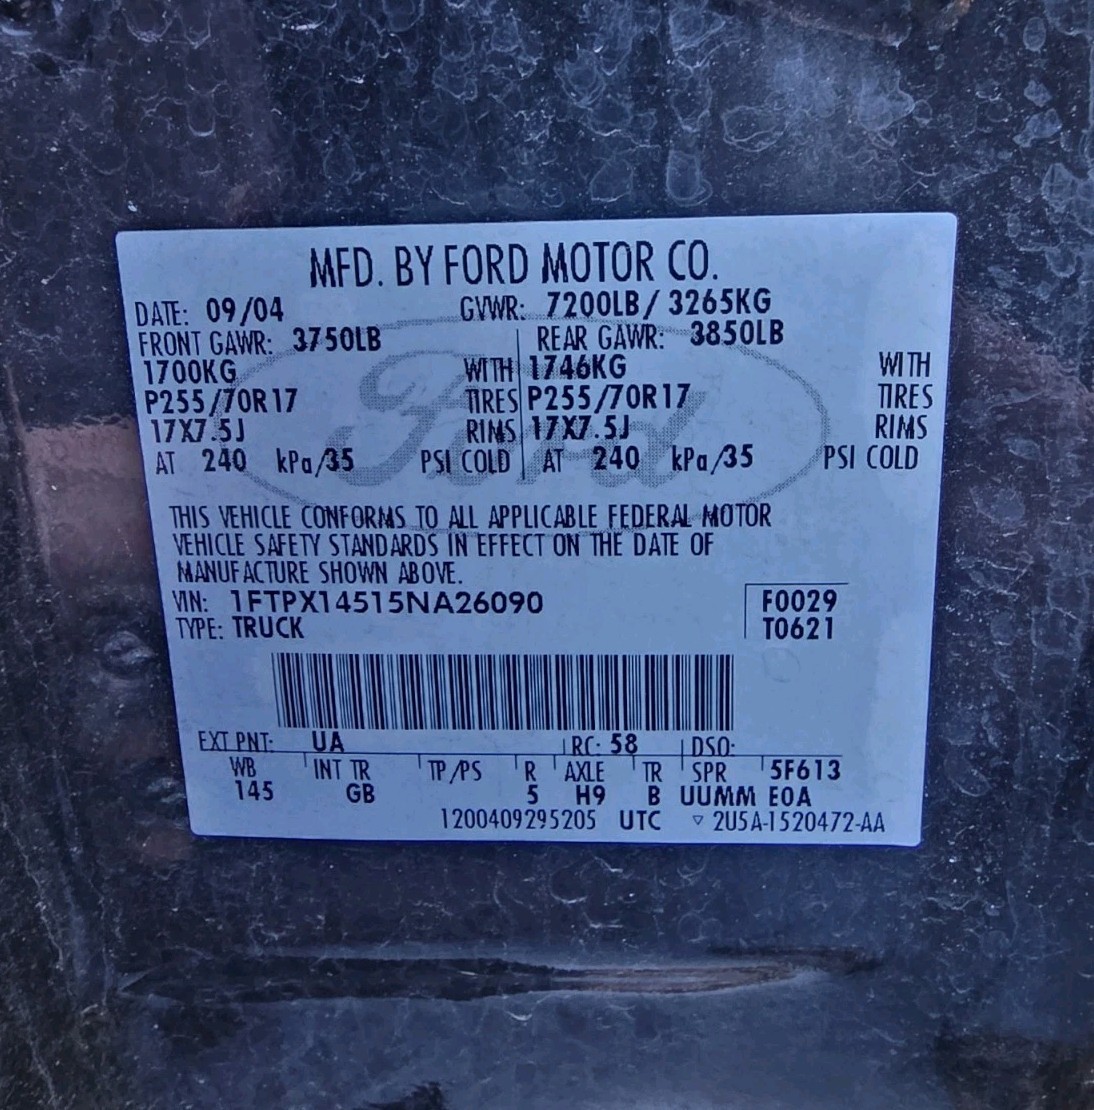 MFD. BY FORD MOTOR CO.
DATE: 09/04 GVWR: 7200LB/ 3265KG
FRONT GAWR: 3750LB REAR GAWR: 3850LB
1700KG WITH 1746KG WITH
P255/70R17 TIRES P255/70R17 TIRES
17X7.5J RIMS 17X7.5J RIMS
AT 240 kPa/35 PSI COLD AT 240 kPa/35 PSI COLD
Ford
THIS VEHICLE CONFORMS TO ALL APPLICABLE FEDERAL MOTOR
VEHICLE SAFETY STANDARDS IN EFFECT ON THE DATE OF
MANUFACTURE SHOWN ABOVE.
VIN: 1FTPX14515NA26090 F0029
TYPE: TRUCK T0621
EXT PNT: UA RC: 58 DSO:
WB INT TR TP/PS R AXLE TR SPR 5F613
145 GB 5 H9 B UUMM E0A
1200409295205 UTC ▽ 2U5A-1520472-AA